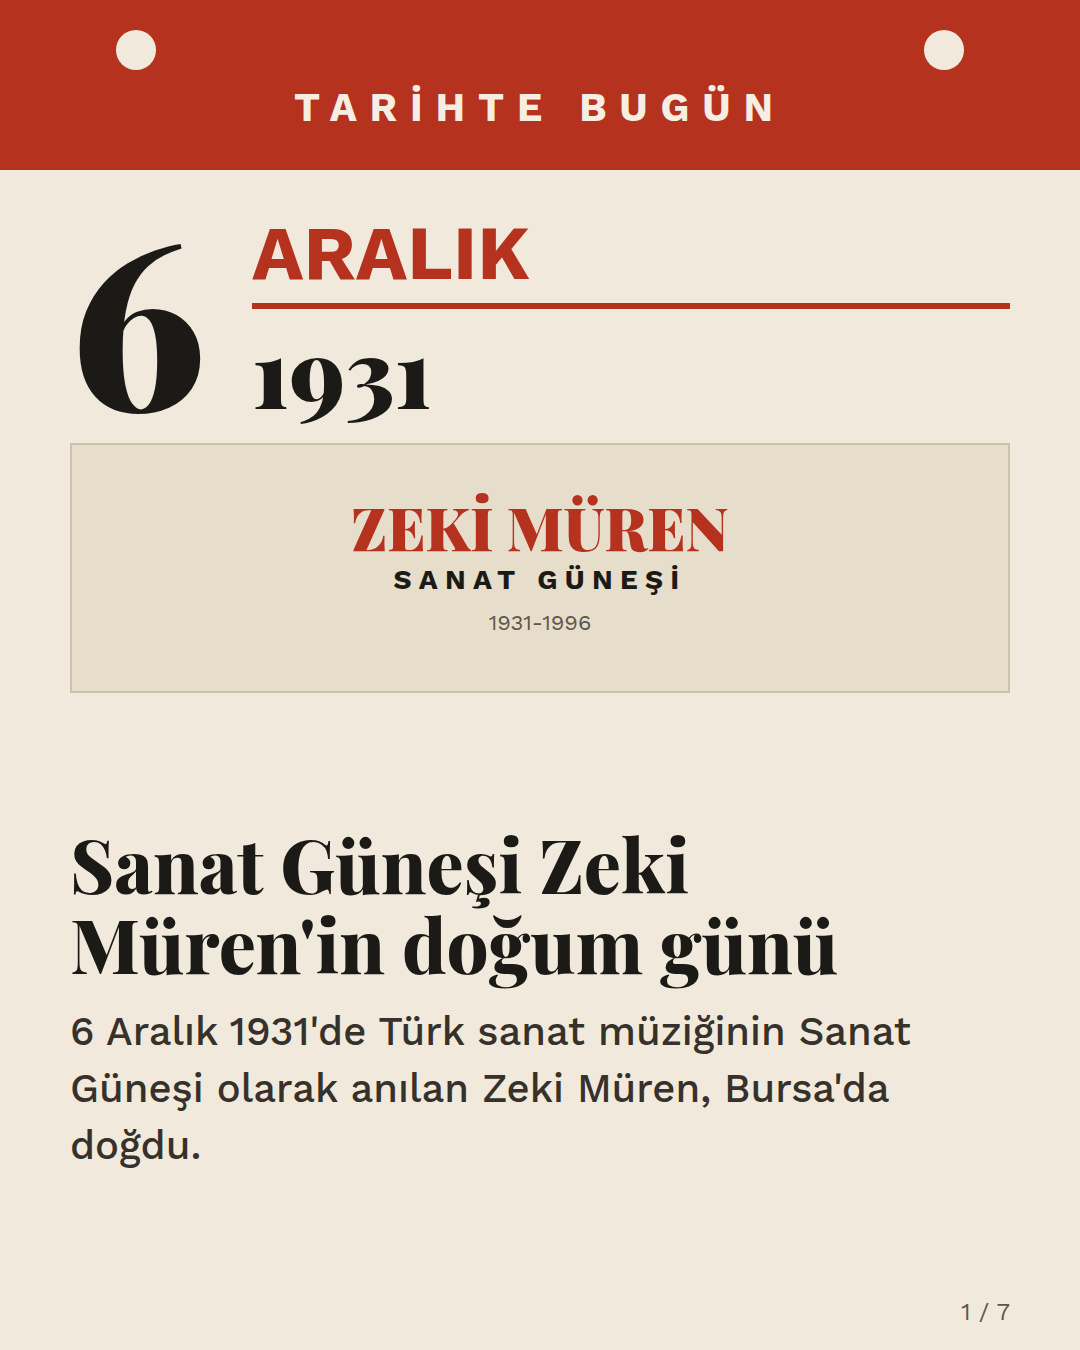 TARİHTE BUGÜN
6
ARALIK
1931
ZEKİ MÜREN
SANAT GÜNEŞİ
1931-1996
Sanat Güneşi Zeki
Müren'in doğum günü
6 Aralık 1931'de Türk sanat müziğinin Sanat
Güneşi olarak anılan Zeki Müren, Bursa'da
doğdu.
1 / 7